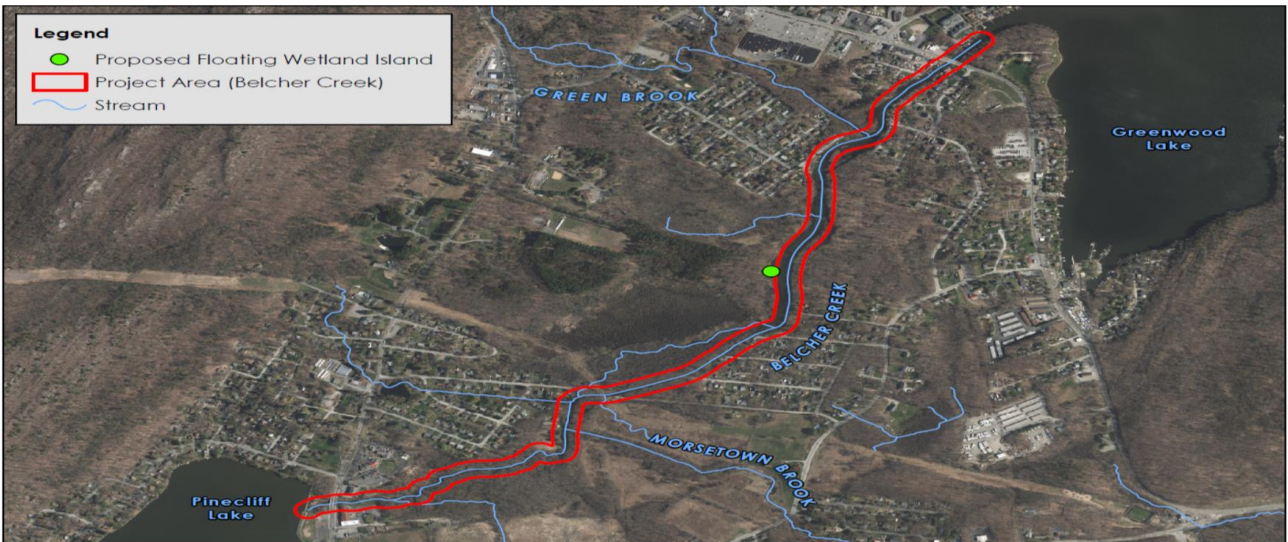 Legend
Proposed Floating Wetland Island
Project Area (Belcher Creek)
Stream
GREEN BROOK
Greenwood
Lake
BELCHER CREEK
MORSETOWN BROOK
Pinecliff
Lake